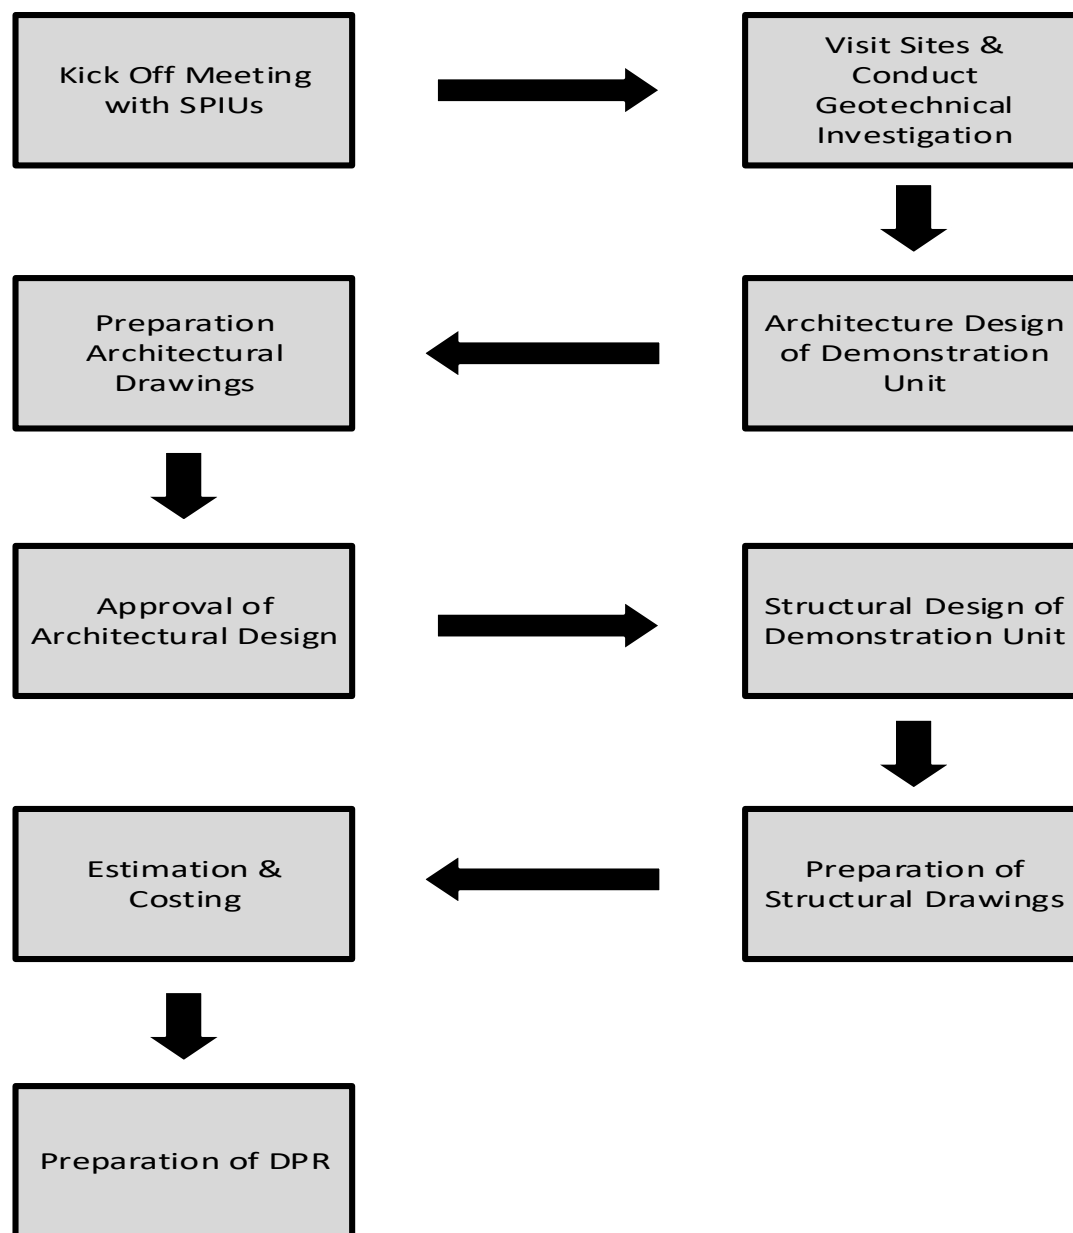 Kick Off Meeting
with SPIUs
Visit Sites &
Conduct
Geotechnical
Investigation
Architecture Design
of Demonstration
Unit
Preparation
Architectural
Drawings
Approval of
Architectural Design
Structural Design of
Demonstration Unit
Preparation of
Structural Drawings
Estimation &
Costing
Preparation of DPR